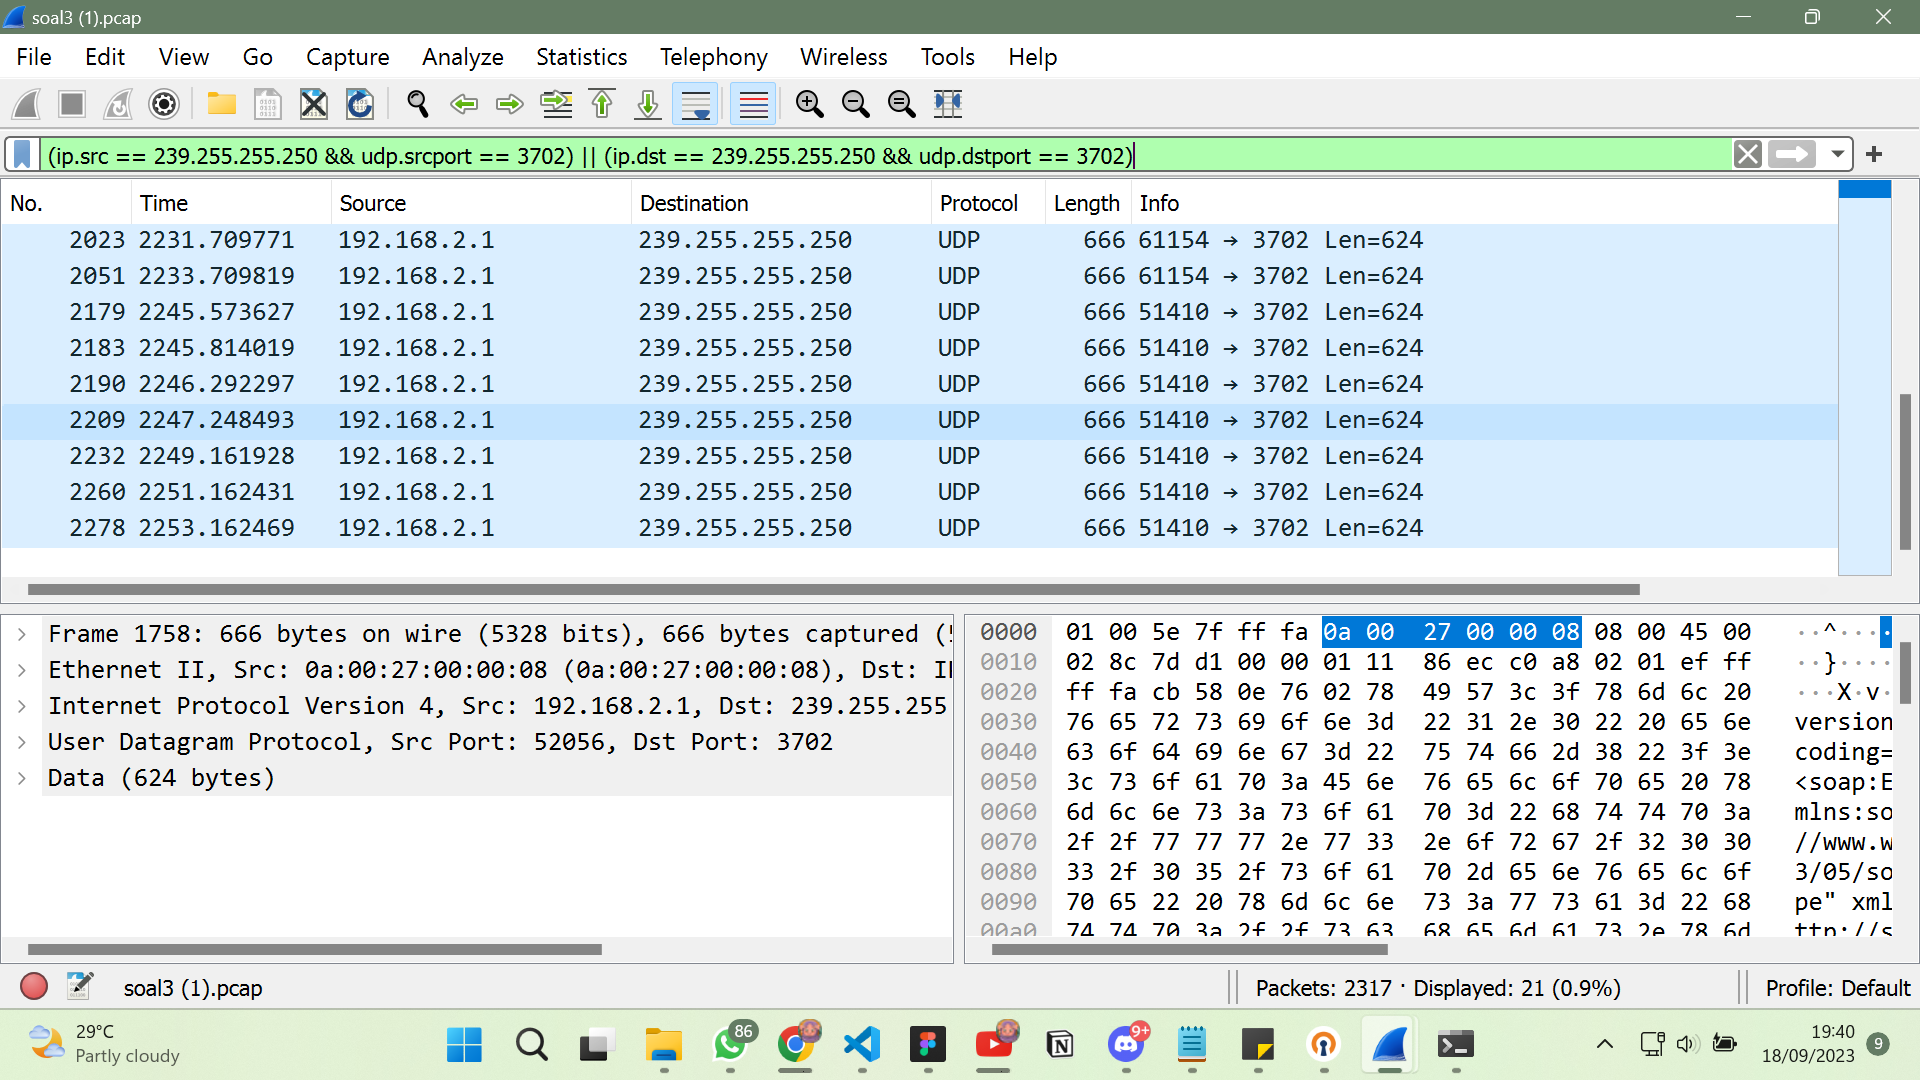 soal3 (1).pcap
File Edit View Go Capture Analyze Statistics Telephony Wireless Tools Help
(ip.src == 239.255.255.250 && udp.srcport == 3702) || (ip.dst == 239.255.255.250 && udp.dstport == 3702)
No. Time Source Destination Protocol Length Info
2023 2231.709771 192.168.2.1 239.255.255.250 UDP 666 61154 → 3702 Len=624
2051 2233.709819 192.168.2.1 239.255.255.250 UDP 666 61154 → 3702 Len=624
2179 2245.573627 192.168.2.1 239.255.255.250 UDP 666 51410 → 3702 Len=624
2183 2245.814019 192.168.2.1 239.255.255.250 UDP 666 51410 → 3702 Len=624
2190 2246.292297 192.168.2.1 239.255.255.250 UDP 666 51410 → 3702 Len=624
2209 2247.248493 192.168.2.1 239.255.255.250 UDP 666 51410 → 3702 Len=624
2232 2249.161928 192.168.2.1 239.255.255.250 UDP 666 51410 → 3702 Len=624
2260 2251.162431 192.168.2.1 239.255.255.250 UDP 666 51410 → 3702 Len=624
2278 2253.162469 192.168.2.1 239.255.255.250 UDP 666 51410 → 3702 Len=624
Frame 1758: 666 bytes on wire (5328 bits), 666 bytes captured (
Ethernet II, Src: 0a:00:27:00:00:08 (0a:00:27:00:00:08), Dst:
Internet Protocol Version 4, Src: 192.168.2.1, Dst: 239.255.255
User Datagram Protocol, Src Port: 52056, Dst Port: 3702
Data (624 bytes)
0000 01 00 5e 7f ff fa 0a 00 27 00 00 08 08 00 45 00 ··^····
0010 02 8c 7d d1 00 00 01 11 86 ec c0 a8 02 01 ef ff ··}····
0020 ff fa cb 58 0e 76 02 78 49 57 3c 3f 78 6d 6c 20 ···X·v·
0030 76 65 72 73 69 6f 6e 3d 22 31 2e 30 22 20 65 6e version
0040 63 6f 64 69 6e 67 3d 22 75 74 66 2d 38 22 3f 3e coding=
0050 3c 73 6f 61 70 3a 45 6e 76 65 6c 6f 70 65 20 78 <soap:E
0060 6d 6c 6e 73 3a 73 6f 61 70 3d 22 68 74 74 70 3a mlns:so
0070 2f 2f 77 77 77 2e 77 33 2e 6f 72 67 2f 32 30 30 //www.w
0080 33 2f 30 35 2f 73 6f 61 70 2d 65 6e 76 65 6c 6f 3/05/so
0090 70 65 22 20 78 6d 6c 6e 73 3a 77 73 61 3d 22 68 pe" xml
00a0 74 74 70 3a 2f 2f 73 63 68 65 6d 61 73 2e 78 6d ttp://s
soal3 (1).pcap Packets: 2317 · Displayed: 21 (0.9%) Profile: Default
29°C
Partly cloudy
86
9+
19:40
18/09/2023
9